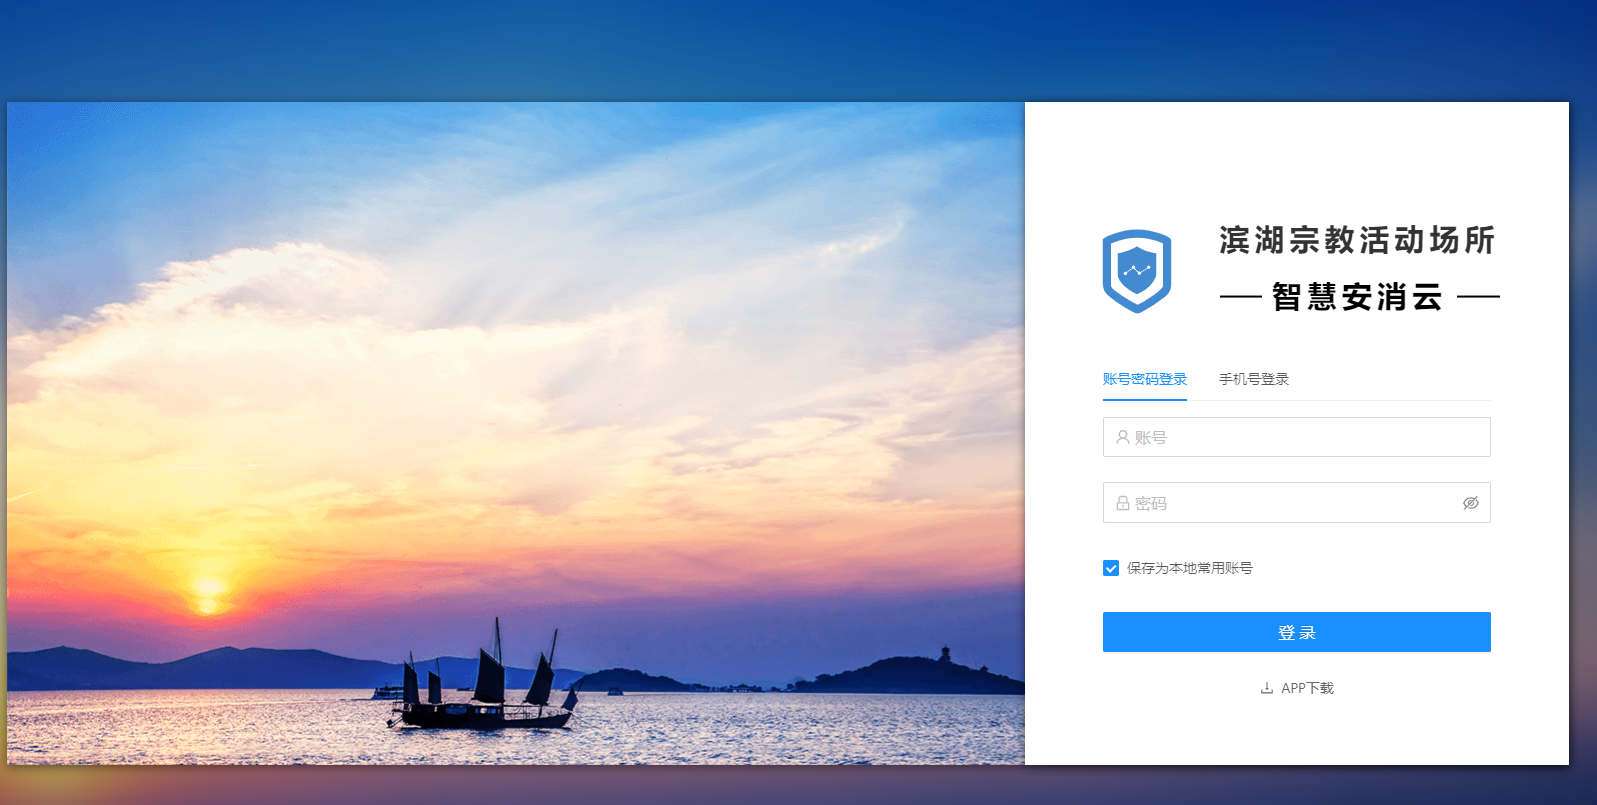 滨湖宗教活动场所
智慧安消云
账号密码登录 手机号登录
账号
密码
保存为本地常用账号
登录
APP下载